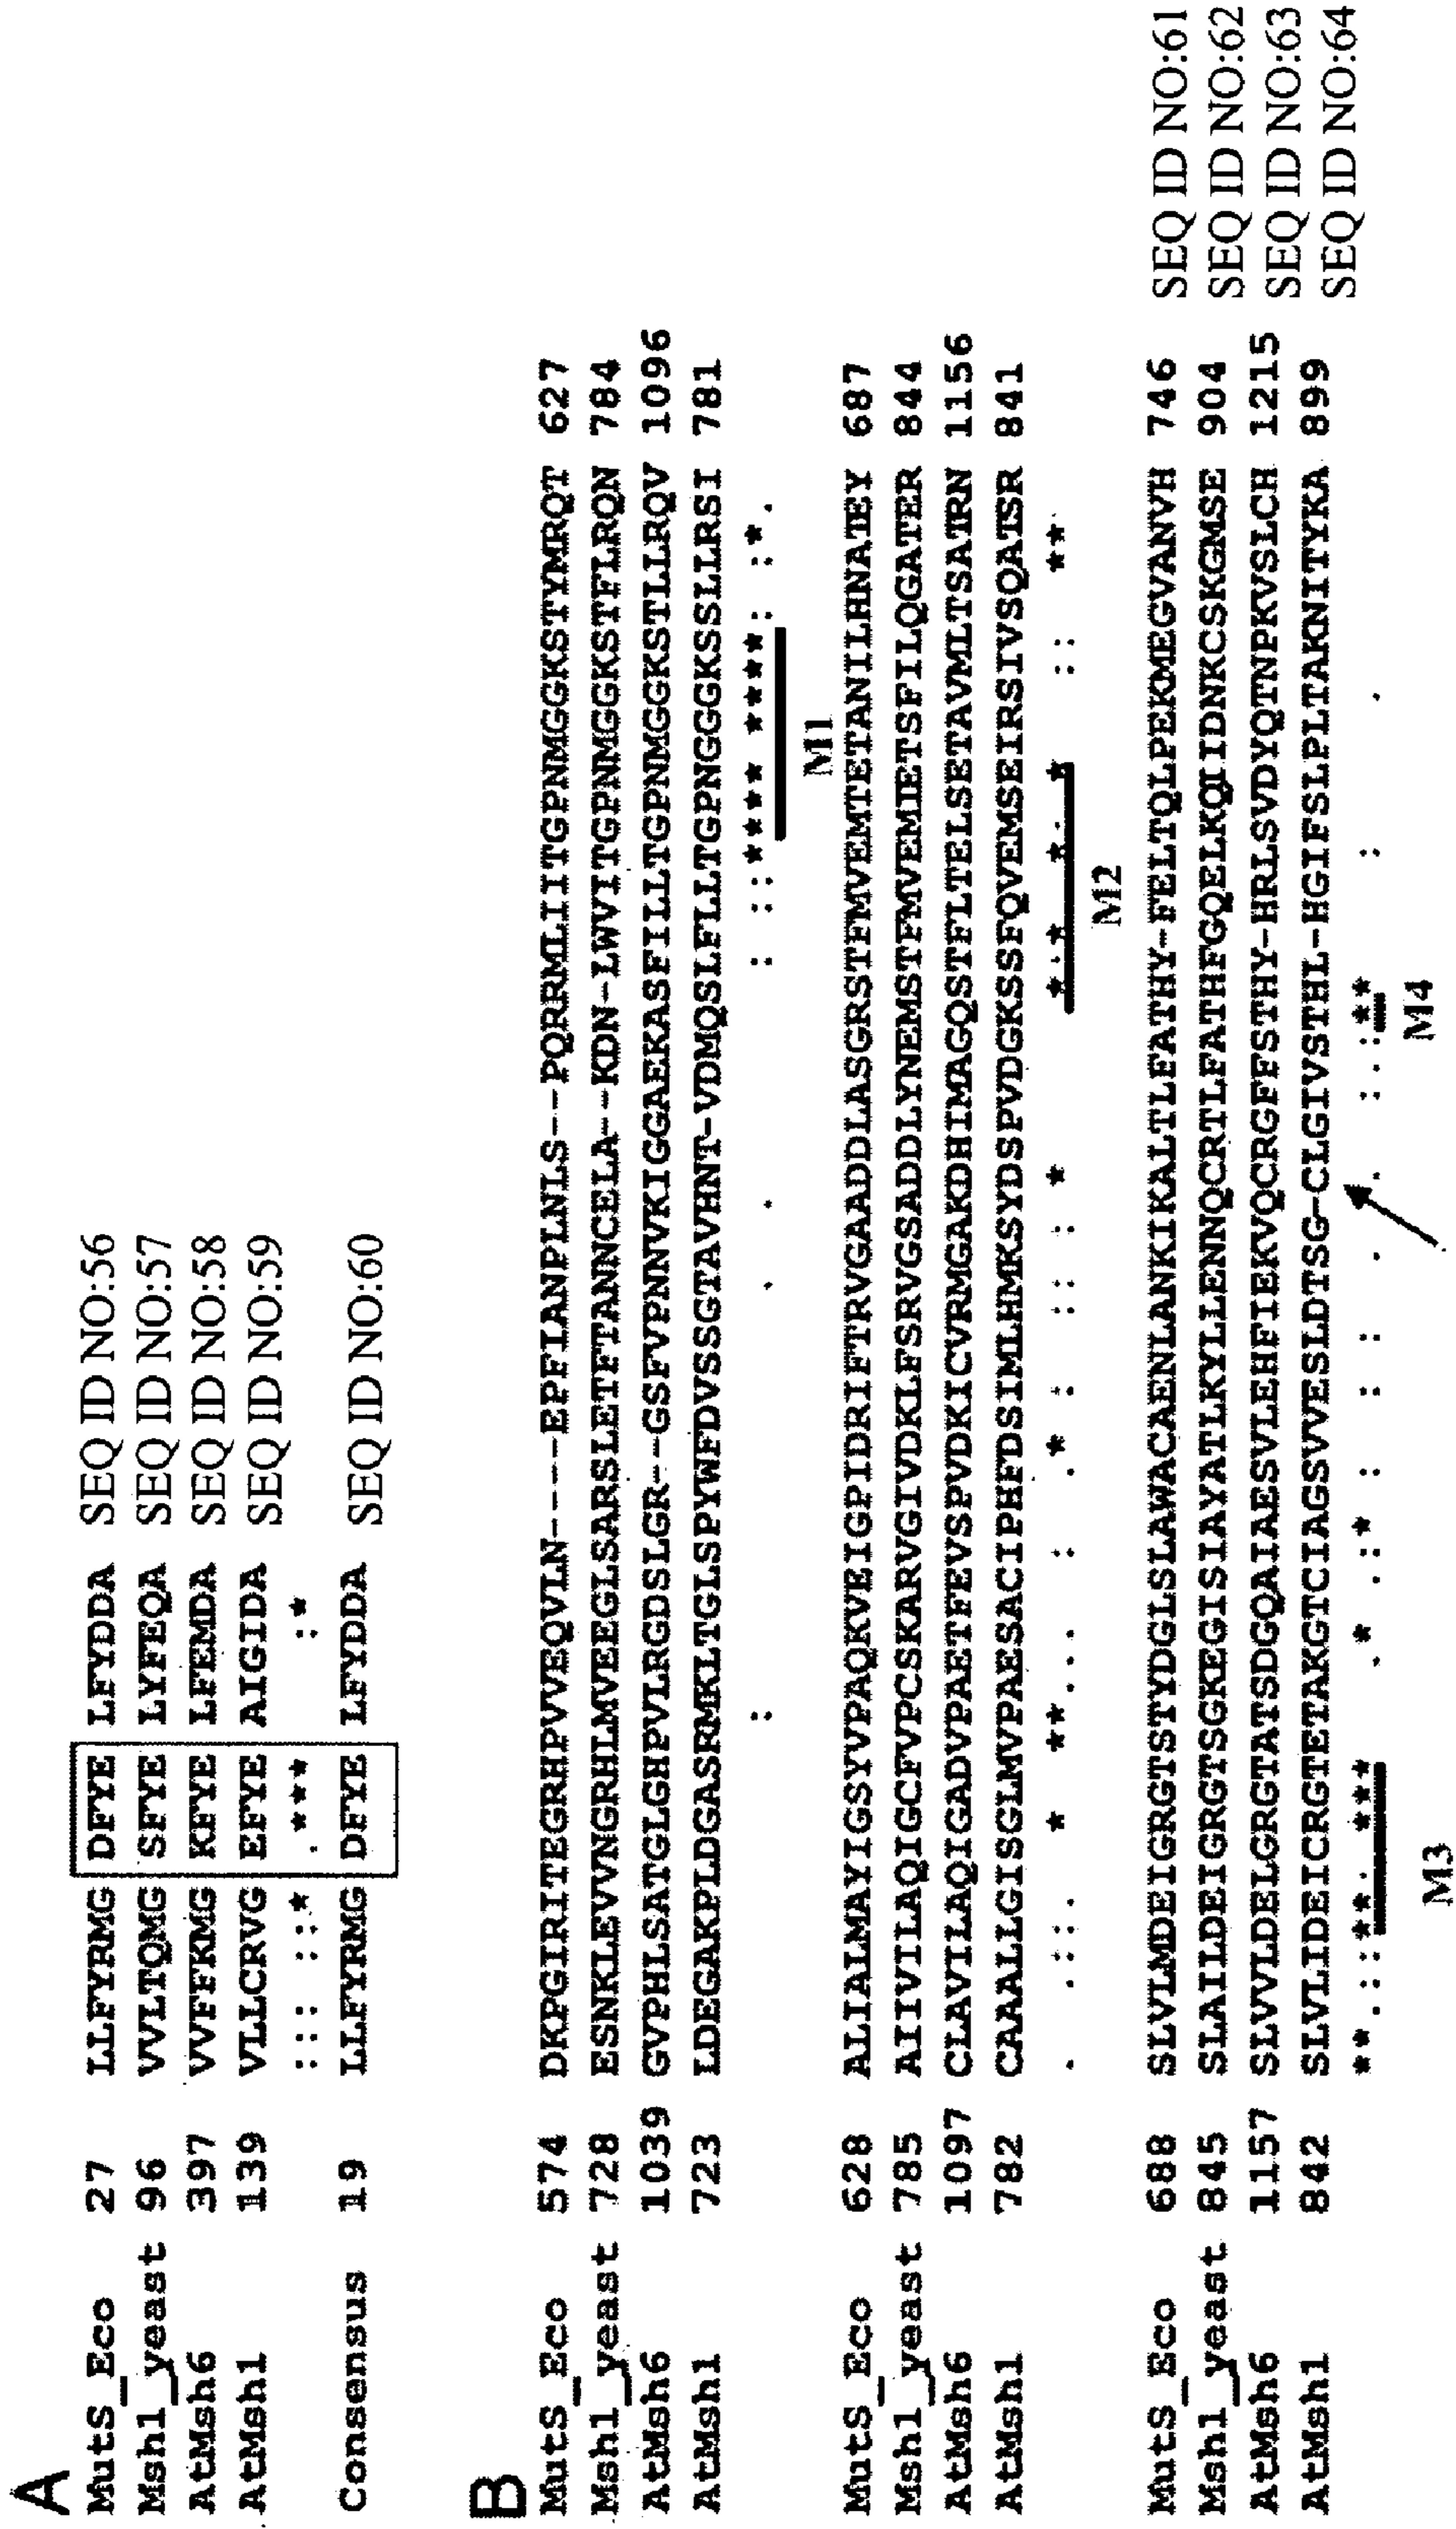 A
MutS_Eco 27 LLFYRMG DFYE LFYDDA SEQ ID NO:56
Msh1_yeast 96 VVLTQMG SFYE LYFEQA SEQ ID NO:57
AtMsh6 397 VVFFKMG KFYE LFEMDA SEQ ID NO:58
AtMsh1 139 VLLCRVG EFYE AIGIDA SEQ ID NO:59
::: ::* .*** :*
Consensus 19 LLFYRMG DFYE LFYDDA SEQ ID NO:60
B
MutS_Eco 574 DKPGIRITEGRHPVVEQVLN----EPFIANPLNLS--PQRRMLIITGPNMGGKSTYMRQT 627
Msh1_yeast 728 ESNKLEVVNGRHLMVEEGLSARSLETFTANNCELA--KDN-LWVITGPNMGGKSTFLRQN 784
AtMsh6 1039 GVPHLSATGLGHPVLRGDSLGR--GSFVPNNVKIGGAEKASFILLTGPNMGGKSTLLRQV 1096
AtMsh1 723 LDEGAKPLDGASRMKLTGLSPYWFDVSSGTAVHNT-VDMQSLFLLTGPNGGGKSSLLRSI 781
: . . : ::**** ****: :*.
M1
MutS_Eco 628 ALIALMAYIGSYVPAQKVEIGPIDRIFTRVGAADDLASGRSTFMVEMTETANILHNATEY 687
Msh1_yeast 785 AIIVILAQIGCFVPCSKARVGIVDKLFSRVGSADDLYNEMSTFMVEMIETSFILQGATER 844
AtMsh6 1097 CLAVILAQIGADVPAETFEVSPVDKICVRMGAKDHIMAGQSTFLTELSETAVMLTSATRN 1156
AtMsh1 782 CAAALLGISGLMVPAESACIPHFDSIMLHMKSYDSPVDGKSSFQVEMSEIRSIVSQATSR 841
. .::. * **... : .* : :: : * *:* .*: * :: **
M2
MutS_Eco 688 SLVLMDEIGRGTSTYDGLSLAWACAENLANKIKALTLFATHY-FELTQLPEKMEGVANVH 746 SEQ ID NO:61
Msh1_yeast 845 SLAILDEIGRGTSGKEGISIAYATLKYLLENNQCRTLFATHFGQELKQIIDNKCSKGMSE 904 SEQ ID NO:62
AtMsh6 1157 SLVVLDELGRGTATSDGQAIAESVLEHFIEKVQCRGFFSTHY-HRLSVDYQTNPKVSLCH 1215 SEQ ID NO:63
AtMsh1 842 SLVLIDEICRGTETAKGTCIAGSVVESLDTSG-CLGIVSTHL-HGIFSLPLTAKNITYKA 899 SEQ ID NO:64
**.::**. *** .* .:* : : : . . :.:** : .
M3
M4